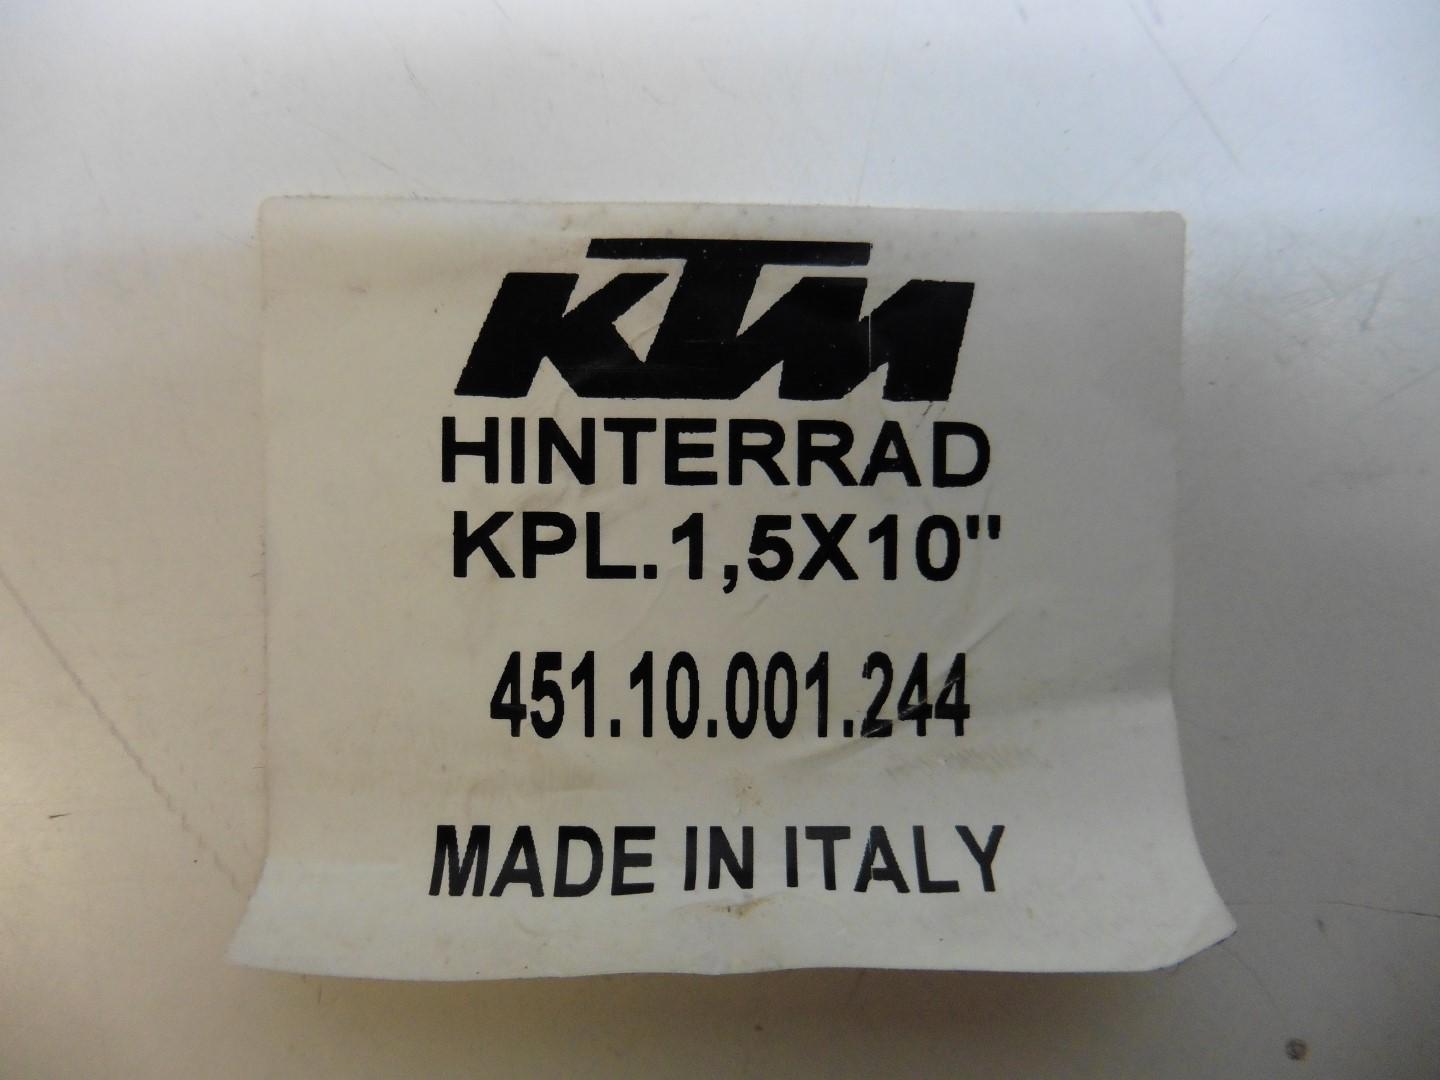 KTM
HINTERRAD
KPL.1,5X10"
451.10.001.244
MADE IN ITALY